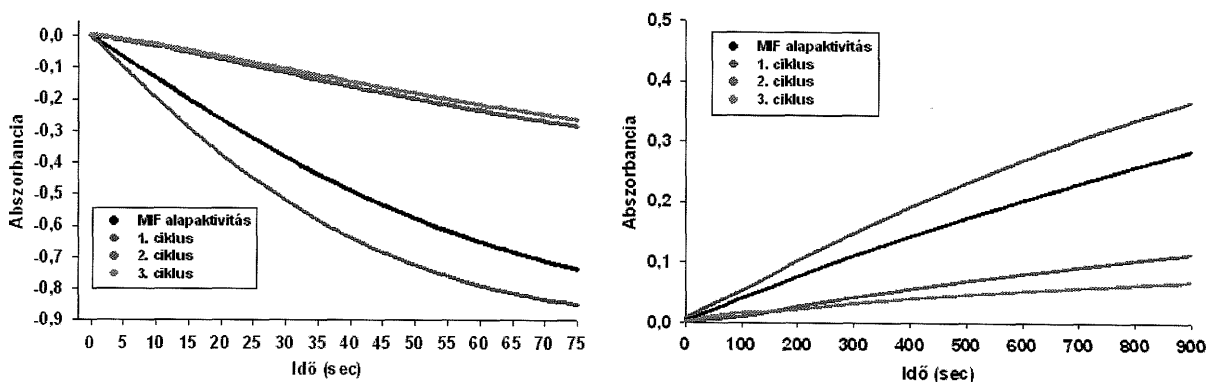 0,0
-0,1
-0,2
-0,3
-0,4
-0,5
-0,6
-0,7
-0,8
-0,9
Abszorbancia
MIF alapaktivitás
1. ciklus
2. ciklus
3. ciklus
0 5 10 15 20 25 30 35 40 45 50 55 60 65 70 75
Idő (sec)
0,5
0,4
0,3
0,2
0,1
0,0
Abszorbancia
MIF alapaktivitás
1. ciklus
2. ciklus
3. ciklus
0 100 200 300 400 500 600 700 800 900
Idő (sec)